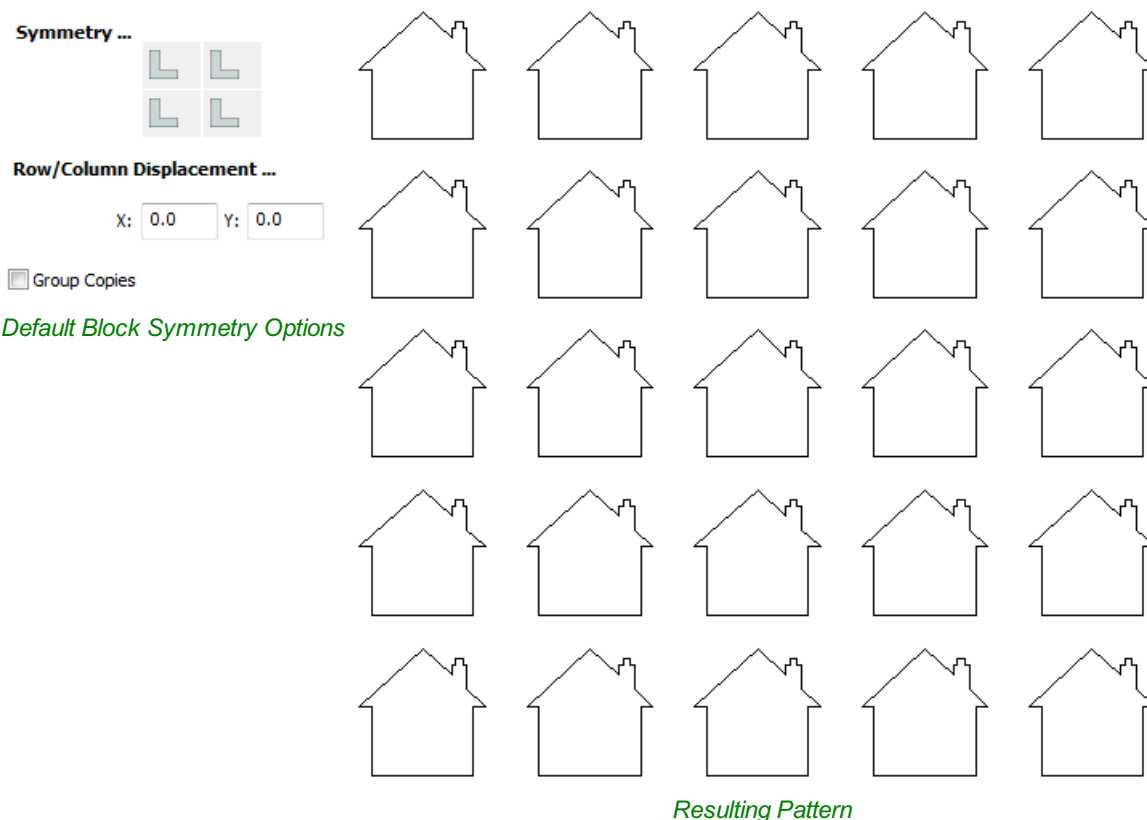 Symmetry ...
Row/Column Displacement ...
X: 0.0 Y: 0.0
Group Copies
Default Block Symmetry Options
Resulting Pattern